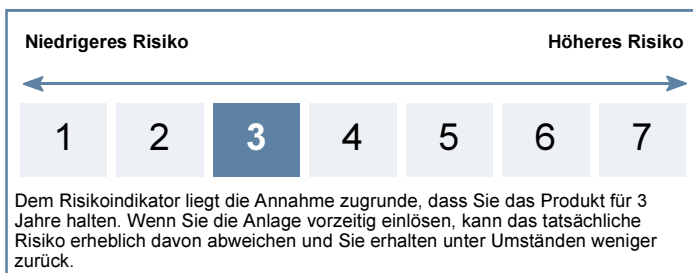 Niedrigeres Risiko Höheres Risiko
1 2 3 4 5 6 7
Dem Risikoindikator liegt die Annahme zugrunde, dass Sie das Produkt für 3
Jahre halten. Wenn Sie die Anlage vorzeitig einlösen, kann das tatsächliche
Risiko erheblich davon abweichen und Sie erhalten unter Umständen weniger
zurück.